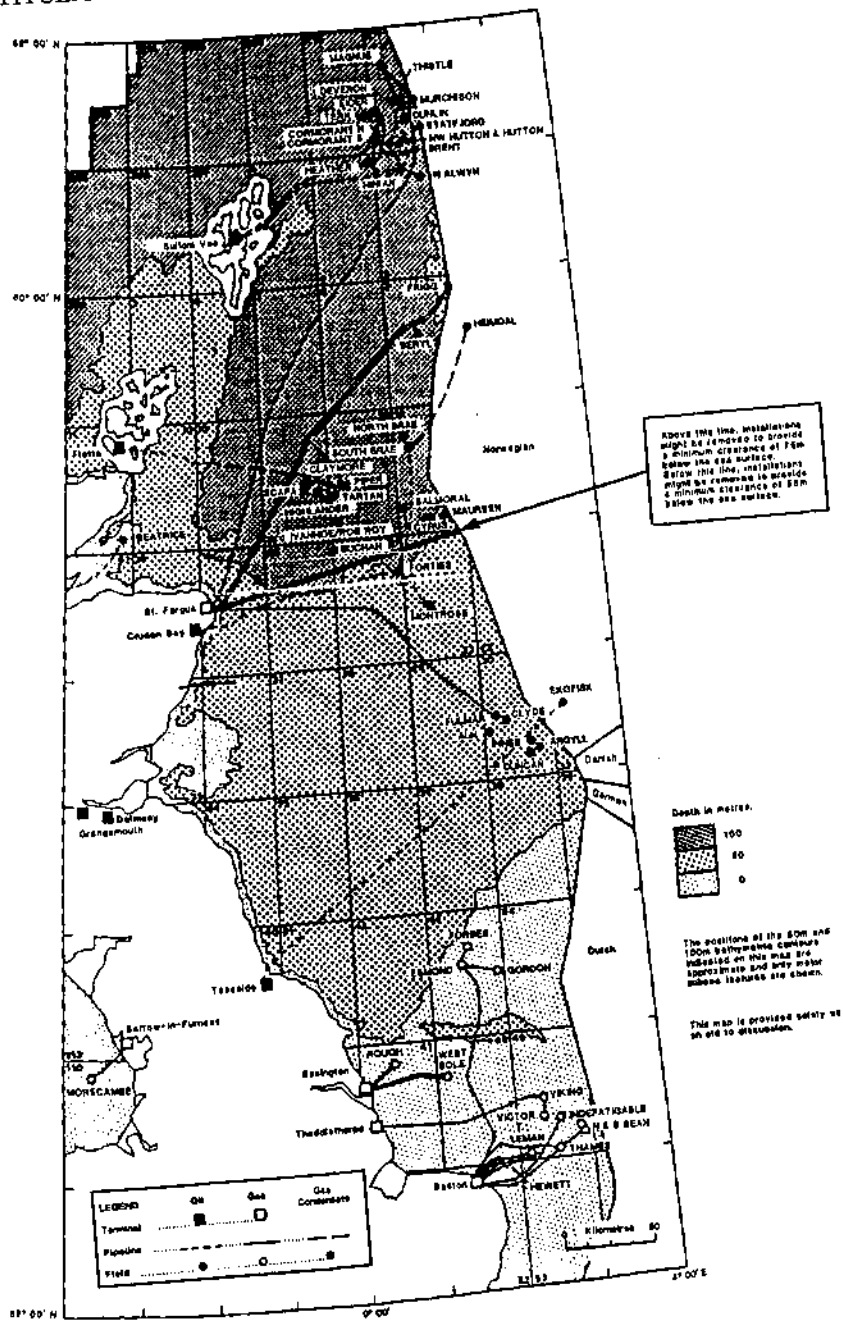 MAGNUS
THISTLE
DEVERON
MURCHISON
DUNLIN
STATFJORD
CORMORANT N
CORMORANT S
NW HUTTON & HUTTON
BRENT
HEATHER
NINIAN
N ALWYN
Sullom Voe
60° 00' N
FRIGG
HEIMDAL
BERYL
NORTH BRAE
SOUTH BRAE
Norwegian
Above this line, installations
might be removed to provide
a minimum clearance of 75m
below the sea surface.
Below this line, installations
might be removed to provide
a minimum clearance of 55m
below the sea surface.
Flotta
CLAYMORE
PIPER
SCAPA
TARTAN
HIGHLANDER
BALMORAL
MAUREEN
CYRUS
IVANHOE/ROB ROY
BUCHAN
BEATRICE
FORTIES
St. Fergus
MONTROSE
Cruden Bay
EKOFISK
FULMAR
CLYDE
AUK
INNES
ARGYLL
DUNCAN
Danish
German
Dalmeny
Grangemouth
Depth in metres.
100
50
0
FORBES
ESMOND
GORDON
Dutch
The positions of the 50m and
100m bathymetric contours
indicated on this map are
approximate and only major
subsea features are shown.
This map is provided solely as
an aid to discussion.
Teesside
Barrow-in-Furness
MORECAMBE
ROUGH
WEST
SOLE
Easington
VIKING
Theddlethorpe
VICTOR
INDEFATIGABLE
N & S SEAN
LEMAN
THAMES
Bacton
HEWETT
LEGEND
Oil
Gas
Gas
Condensate
Terminal
Pipeline
Field
Kilometres
50
0° 00'
52 53
4° 00' E